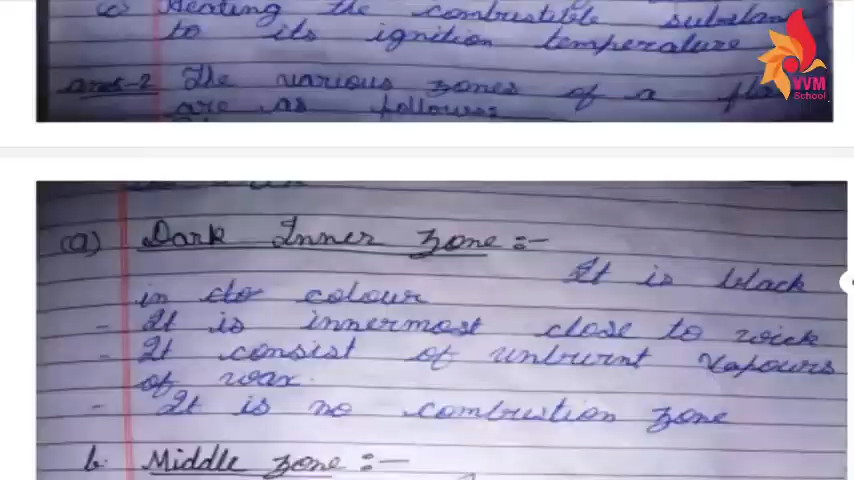 (c) Heating the combustible substan
to its ignition temperature
YVM
School
ans-2 The various zones of a
are as follows
(a) Dark Inner zone :-
It is black
in colour
- It is innermost close to wick
- It consist of unburnt vapours
of wax.
- It is no combustion zone
b. Middle zone :-